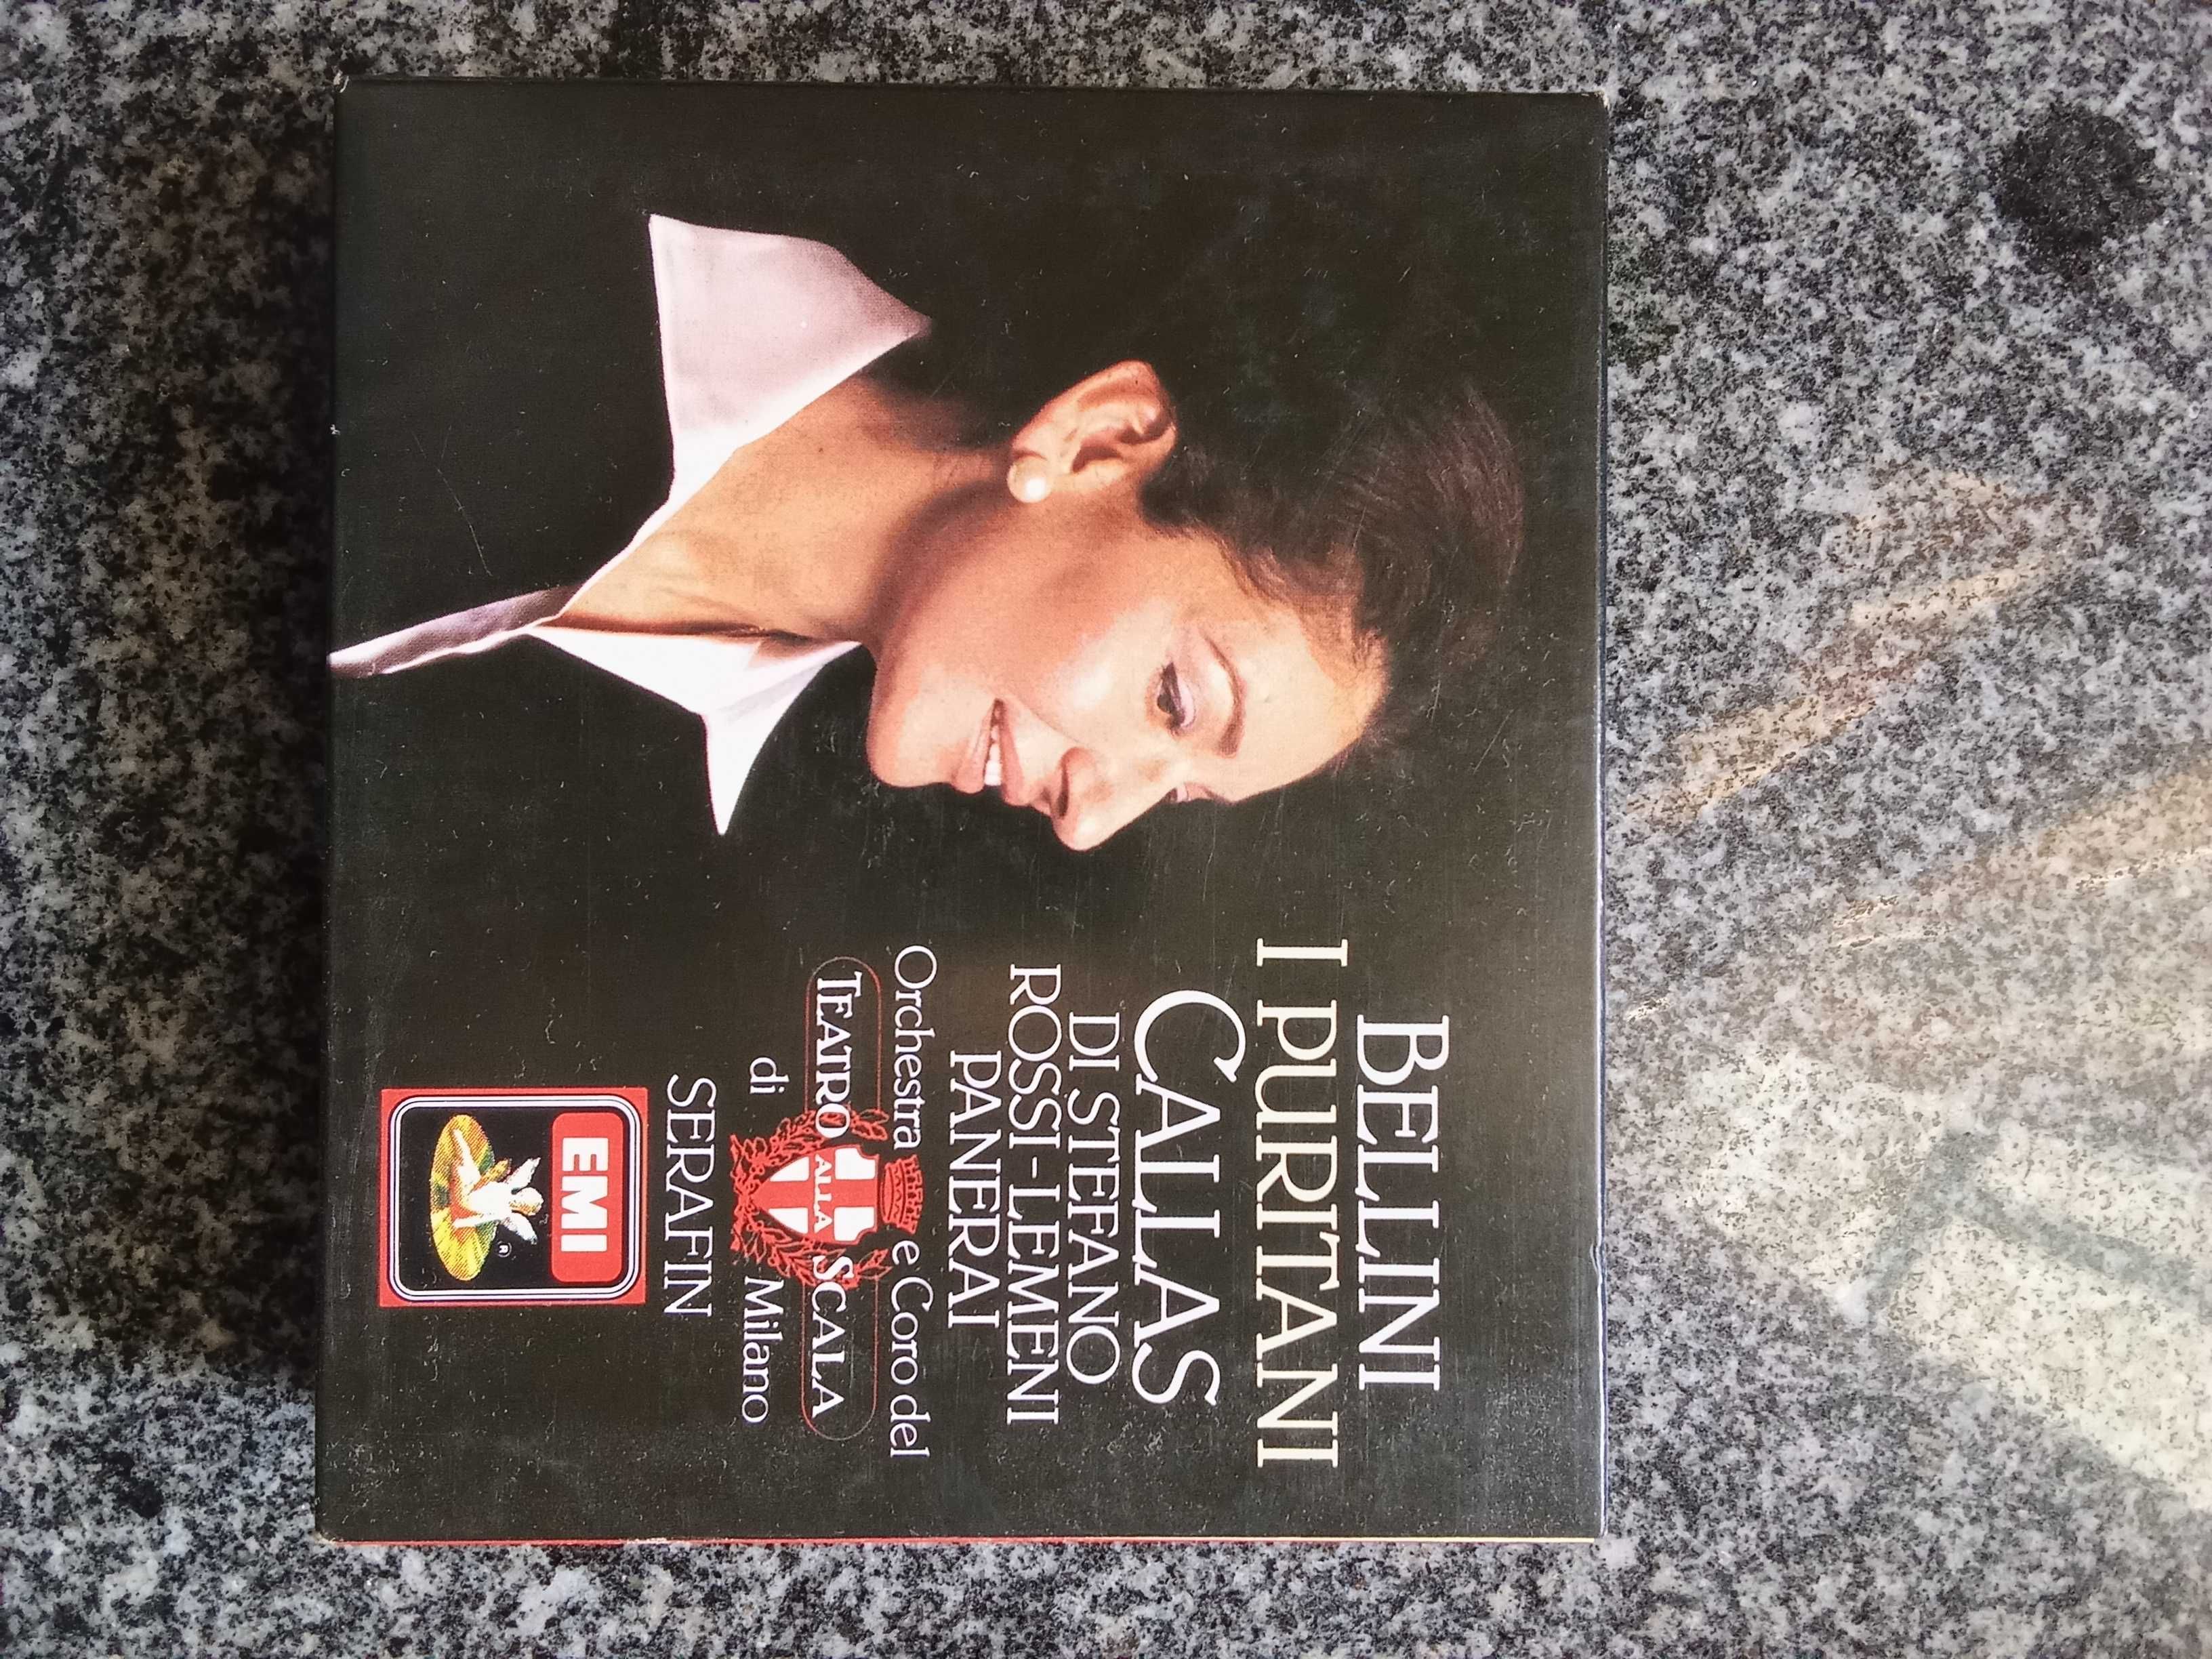 BELLINI
I PURITANI
CALLAS
DI STEFANO
ROSSI-LEMENI
PANERAI
Orchestra e Coro del
TEATRO ALLA SCALA
di Milano
SERAFIN
EMI
®